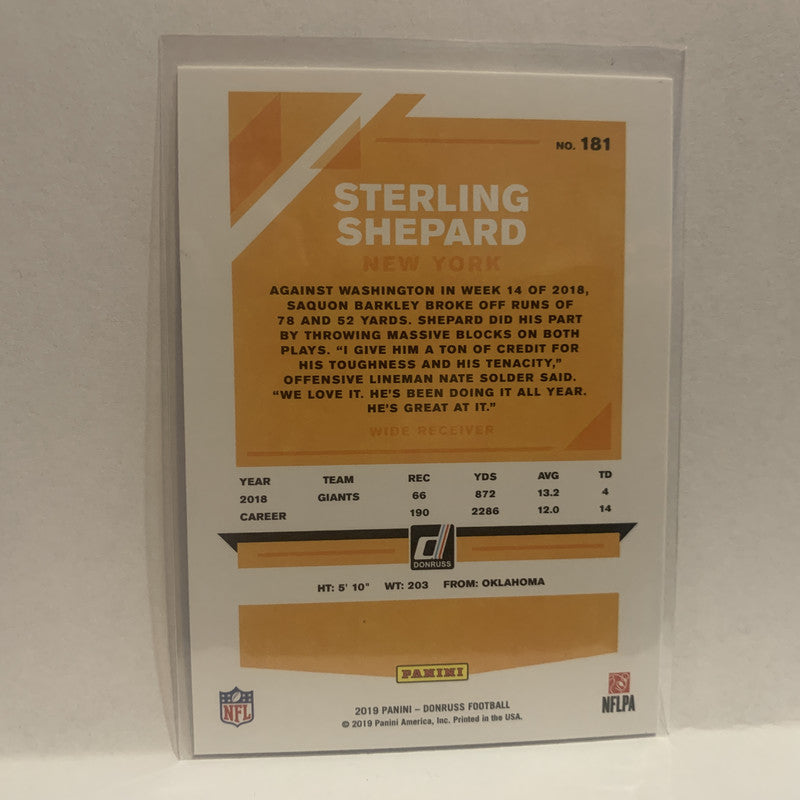 NO. 181
STERLING
SHEPARD
NEW YORK
AGAINST WASHINGTON IN WEEK 14 OF 2018,
SAQUON BARKLEY BROKE OFF RUNS OF
78 AND 52 YARDS. SHEPARD DID HIS PART
BY THROWING MASSIVE BLOCKS ON BOTH
PLAYS. “I GIVE HIM A TON OF CREDIT FOR
HIS TOUGHNESS AND HIS TENACITY,”
OFFENSIVE LINEMAN NATE SOLDER SAID.
“WE LOVE IT. HE’S BEEN DOING IT ALL YEAR.
HE’S GREAT AT IT.”
WIDE RECEIVER
YEAR TEAM REC YDS AVG TD
2018 GIANTS 66 872 13.2 4
CAREER 190 2286 12.0 14
d
DONRUSS
HT: 5' 10" WT: 203 FROM: OKLAHOMA
PANINI
NFL
2019 PANINI – DONRUSS FOOTBALL
© 2019 Panini America, Inc. Printed in the USA.
NFLPA